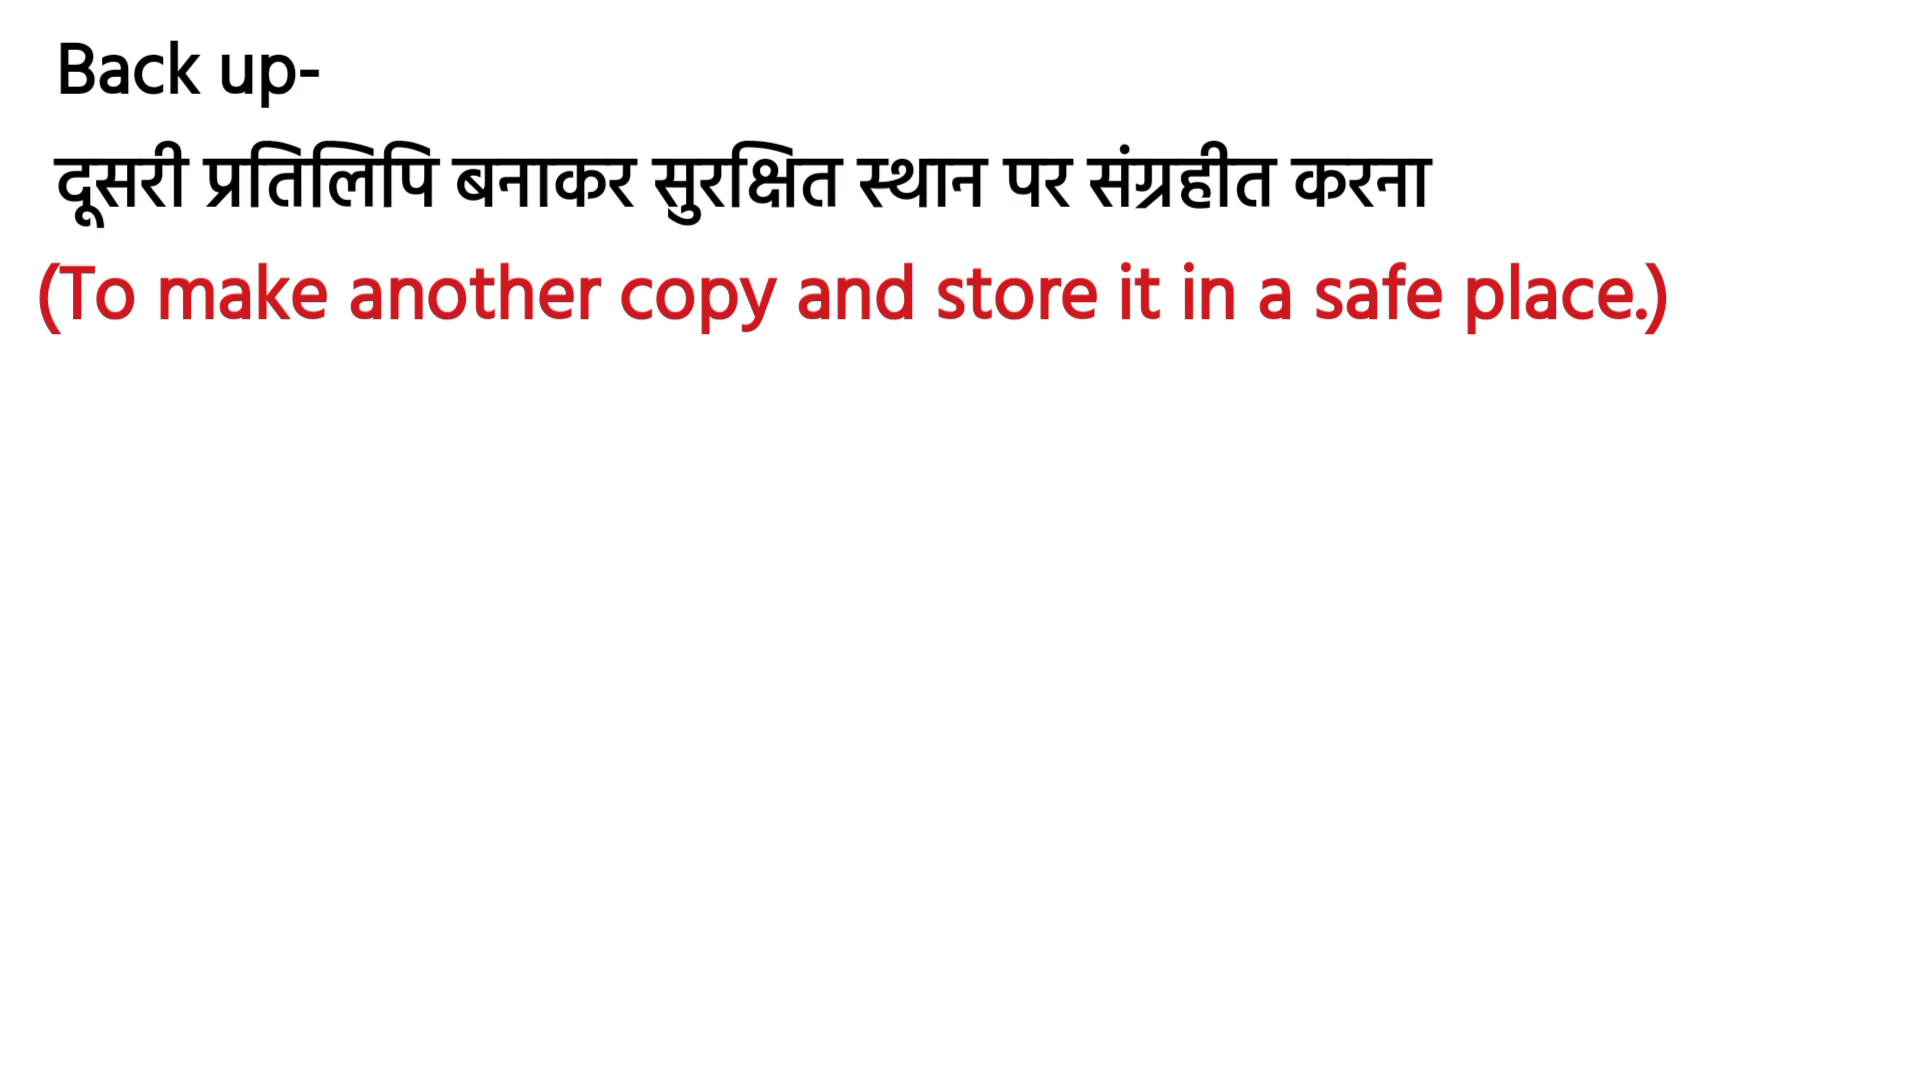 Back up-
दूसरी प्रतिलिपि बनाकर सुरक्षित स्थान पर संग्रहीत करना
(To make another copy and store it in a safe place.)